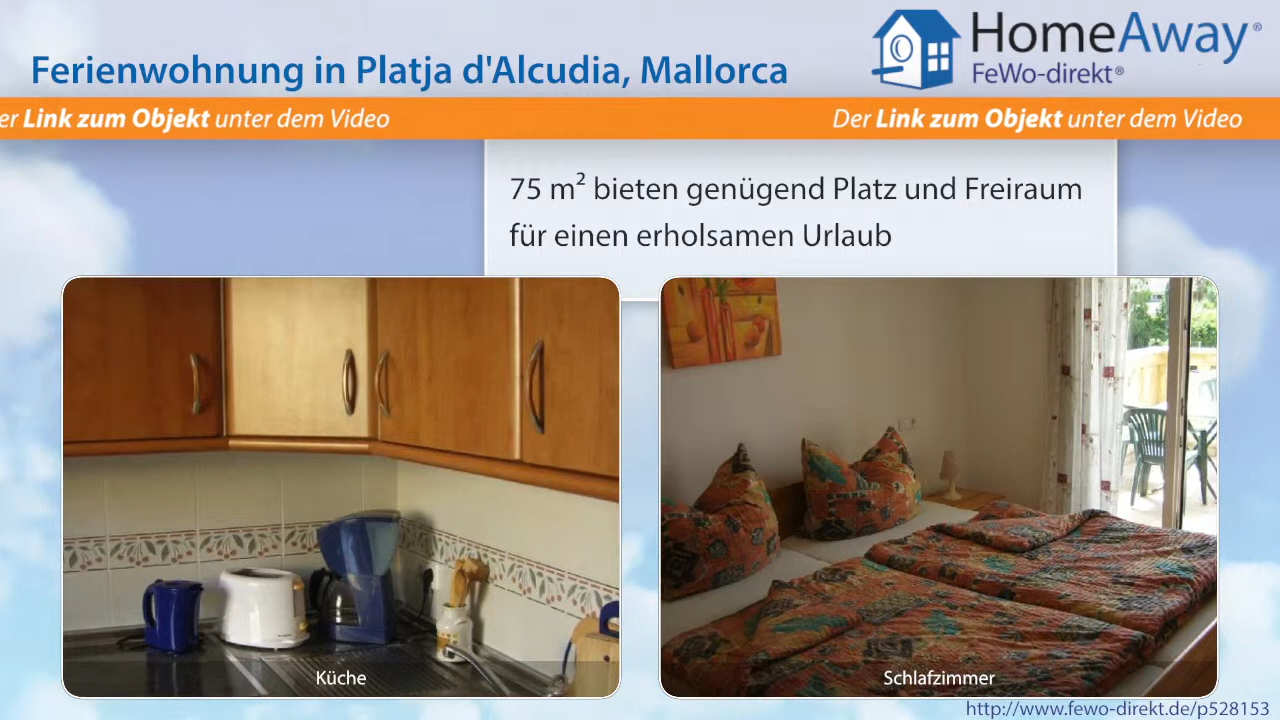 Ferienwohnung in Platja d'Alcudia, Mallorca
HomeAway®
FeWo-direkt®
er Link zum Objekt unter dem Video
Der Link zum Objekt unter dem Video
75 m² bieten genügend Platz und Freiraum
für einen erholsamen Urlaub
Küche
Schlafzimmer
http://www.fewo-direkt.de/p528153